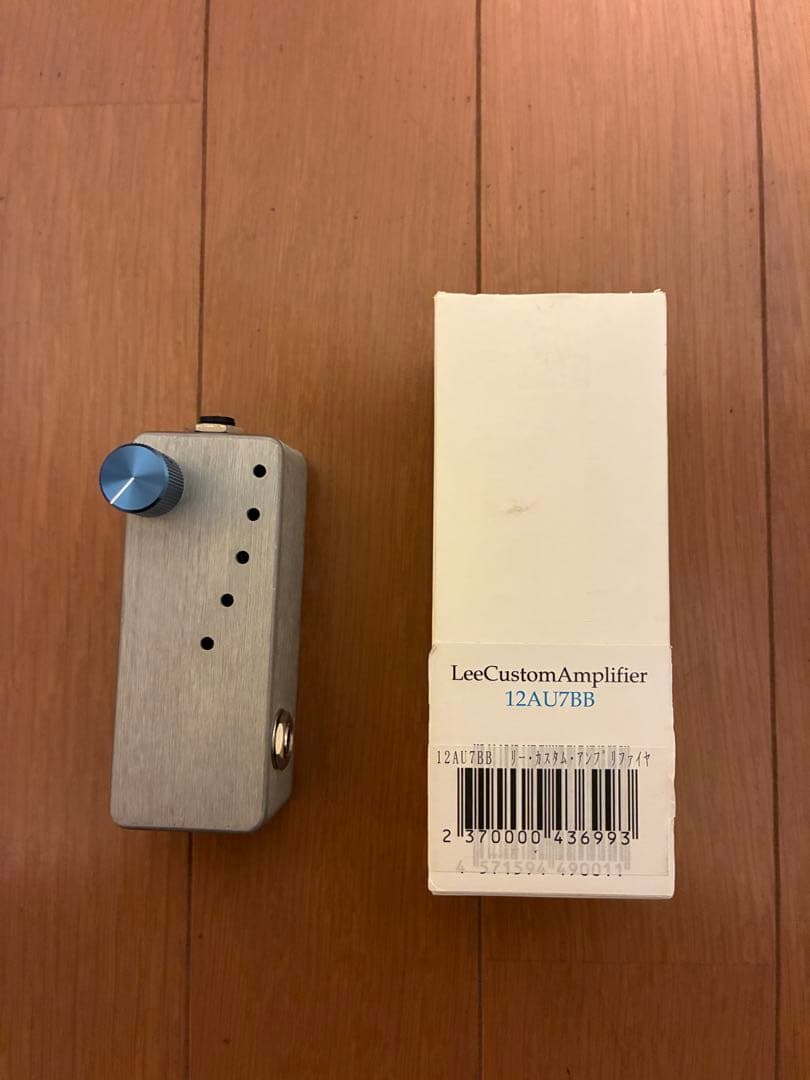 LeeCustomAmplifier
12AU7BB
12AU7BB リー・カスタム・アンプリファイヤ
2 370000 436993
4 571594 490011